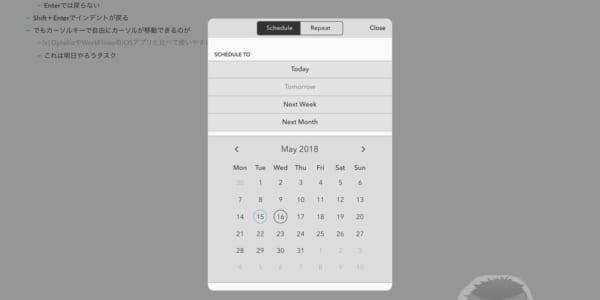 – Enterでは戻らない
– Shift＋Enterでインデントが戻る
– でもカーソルキーで自由にカーソルが移動できるのが
–[x] DynalistやWorkFlowyのiOSアプリと比べて使いやす
– これは明日やろうタスク
Schedule Repeat Close
SCHEDULE TO
Today
Tomorrow
Next Week
Next Month
< May 2018 >
Mon Tue Wed Thu Fri Sat Sun
30 1 2 3 4 5 6
7 8 9 10 11 12 13
14 15 16 17 18 19 20
21 22 23 24 25 26 27
28 29 30 31 1 2 3
4 5 6 7 8 9 10